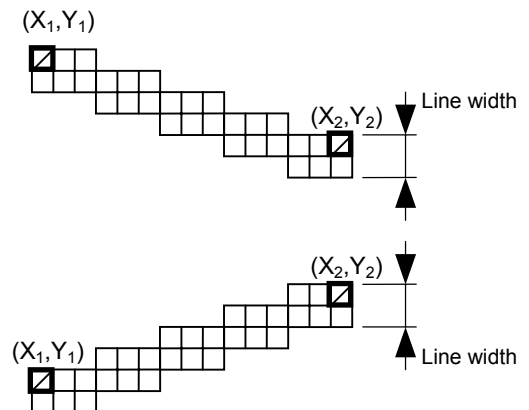 (X₁,Y₁)
Line width
(X₂,Y₂)
(X₂,Y₂)
(X₁,Y₁)
Line width